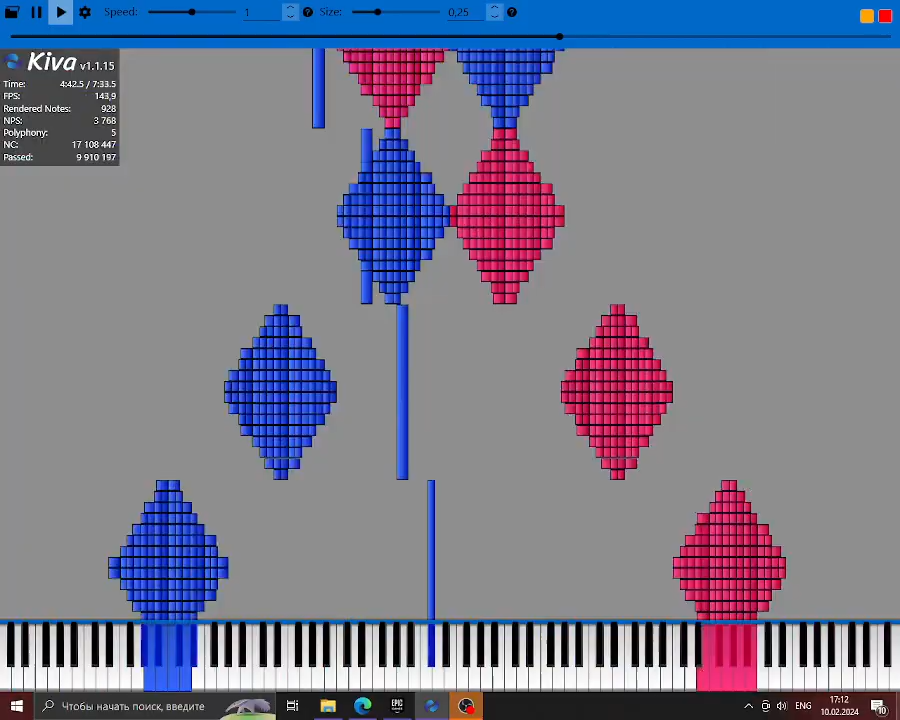 Speed: 1 Size: 0,25
Kiva v1.1.15
Time: 4:42.5 / 7:33.5
FPS: 143,9
Rendered Notes: 928
NPS: 3 768
Polyphony: 5
NC: 17 108 447
Passed: 9 910 197
Чтобы начать поиск, введите
EPIC
ENG
17:12
10.02.2024
10